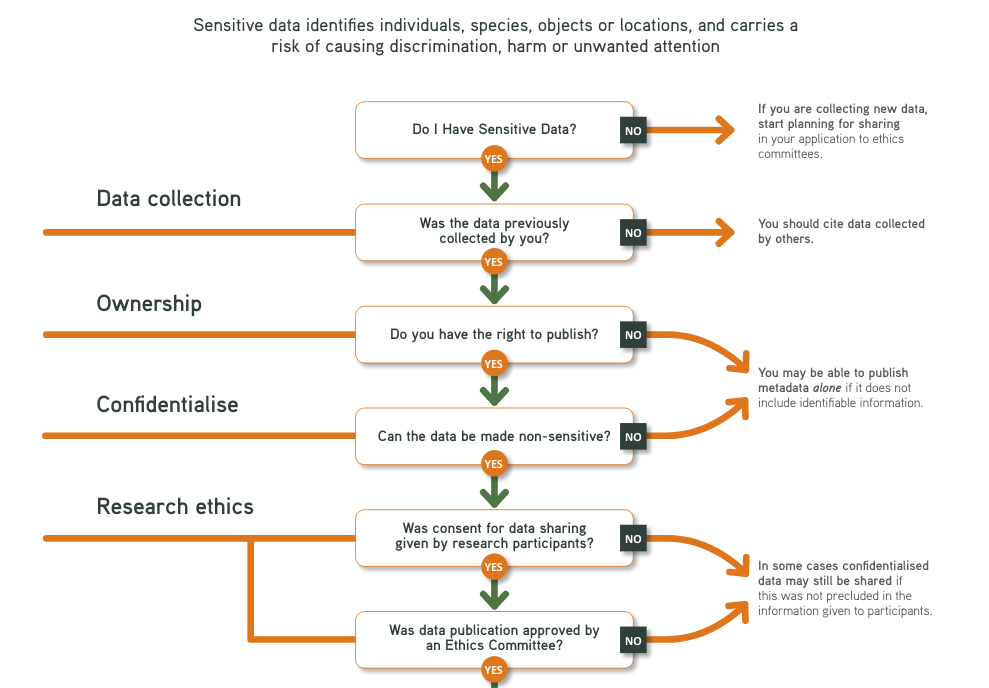 Sensitive data identifies individuals, species, objects or locations, and carries a
risk of causing discrimination, harm or unwanted attention
Do I Have Sensitive Data?
NO
If you are collecting new data,
start planning for sharing
in your application to ethics
committees.
YES
Data collection
Was the data previously
collected by you?
NO
You should cite data collected
by others.
YES
Ownership
Do you have the right to publish?
NO
YES
You may be able to publish
metadata alone if it does not
include identifiable information.
Confidentialise
Can the data be made non-sensitive?
NO
YES
Research ethics
Was consent for data sharing
given by research participants?
NO
YES
In some cases confidentialised
data may still be shared if
this was not precluded in the
information given to participants.
Was data publication approved by
an Ethics Committee?
NO
YES